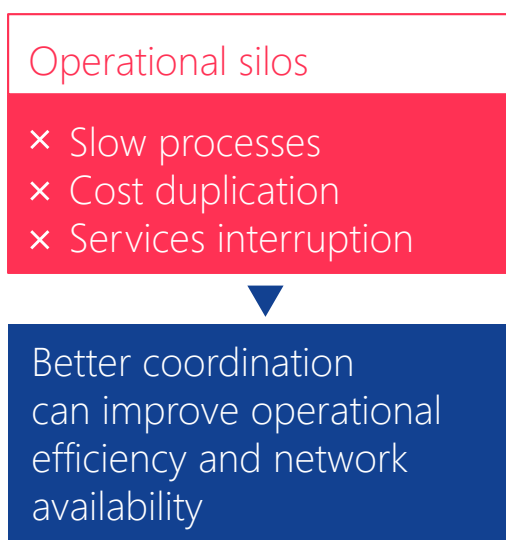 Operational silos
× Slow processes
× Cost duplication
× Services interruption
Better coordination
can improve operational
efficiency and network
availability